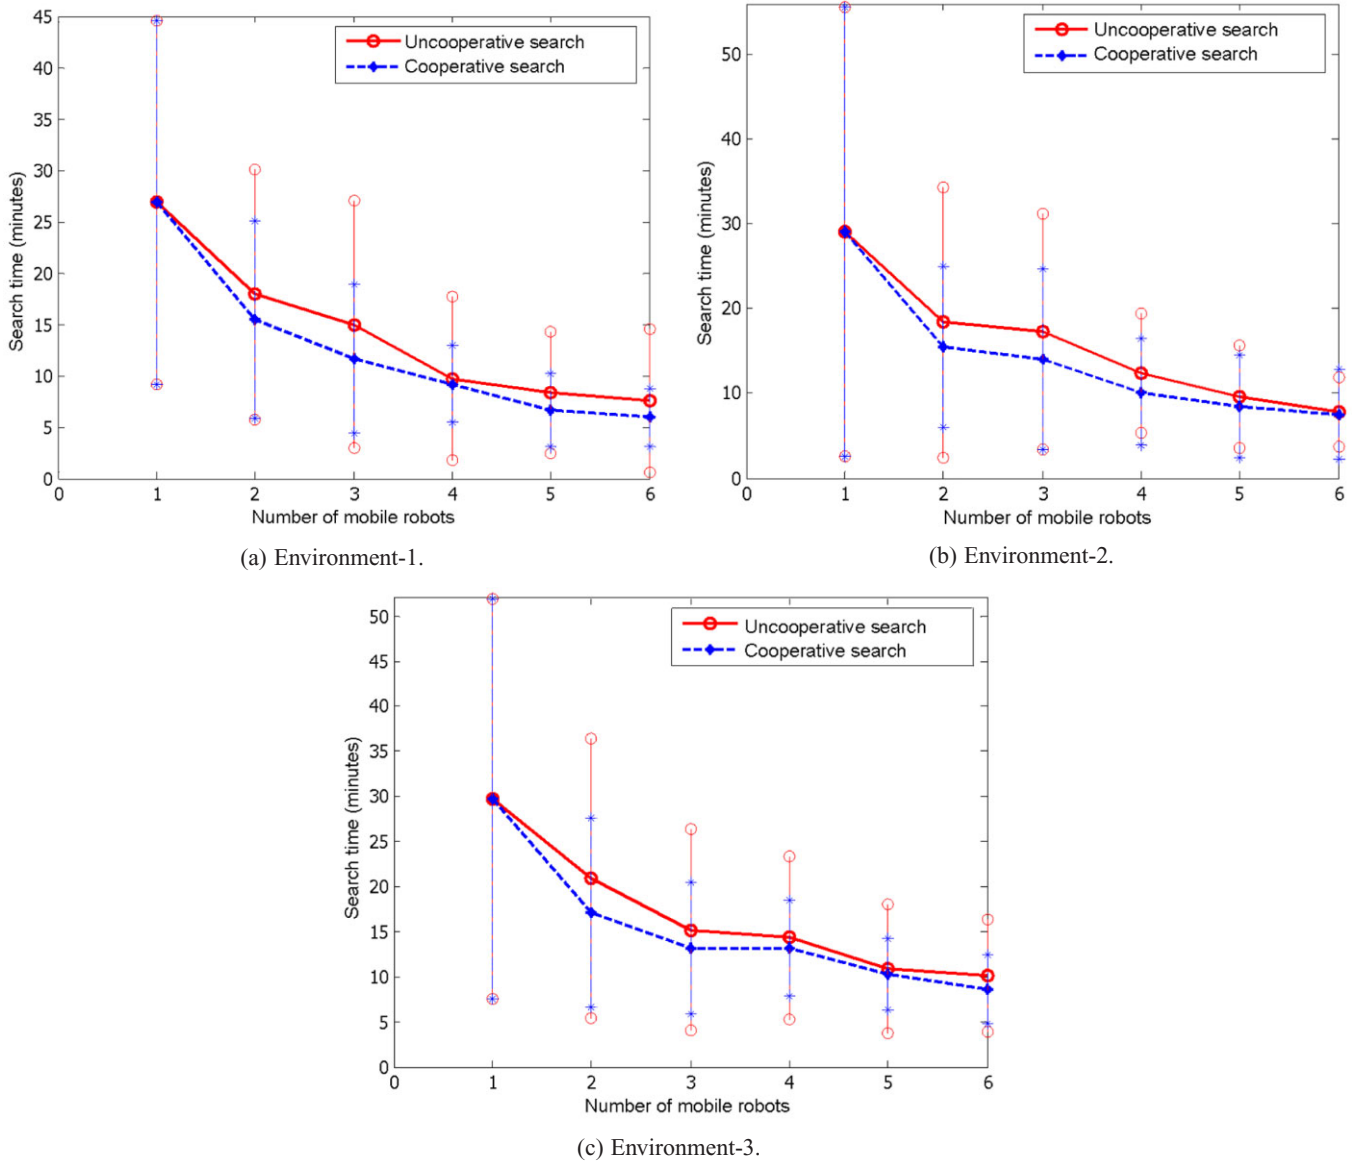 45
40
35
30
25
20
15
10
5
0
Search time (minutes)
Uncooperative search
Cooperative search
0 1 2 3 4 5 6
Number of mobile robots
(a) Environment-1.
50
40
30
20
10
0
Search time (minutes)
Uncooperative search
Cooperative search
0 1 2 3 4 5 6
Number of mobile robots
(b) Environment-2.
50
45
40
35
30
25
20
15
10
5
0
Search time (minutes)
Uncooperative search
Cooperative search
0 1 2 3 4 5 6
Number of mobile robots
(c) Environment-3.